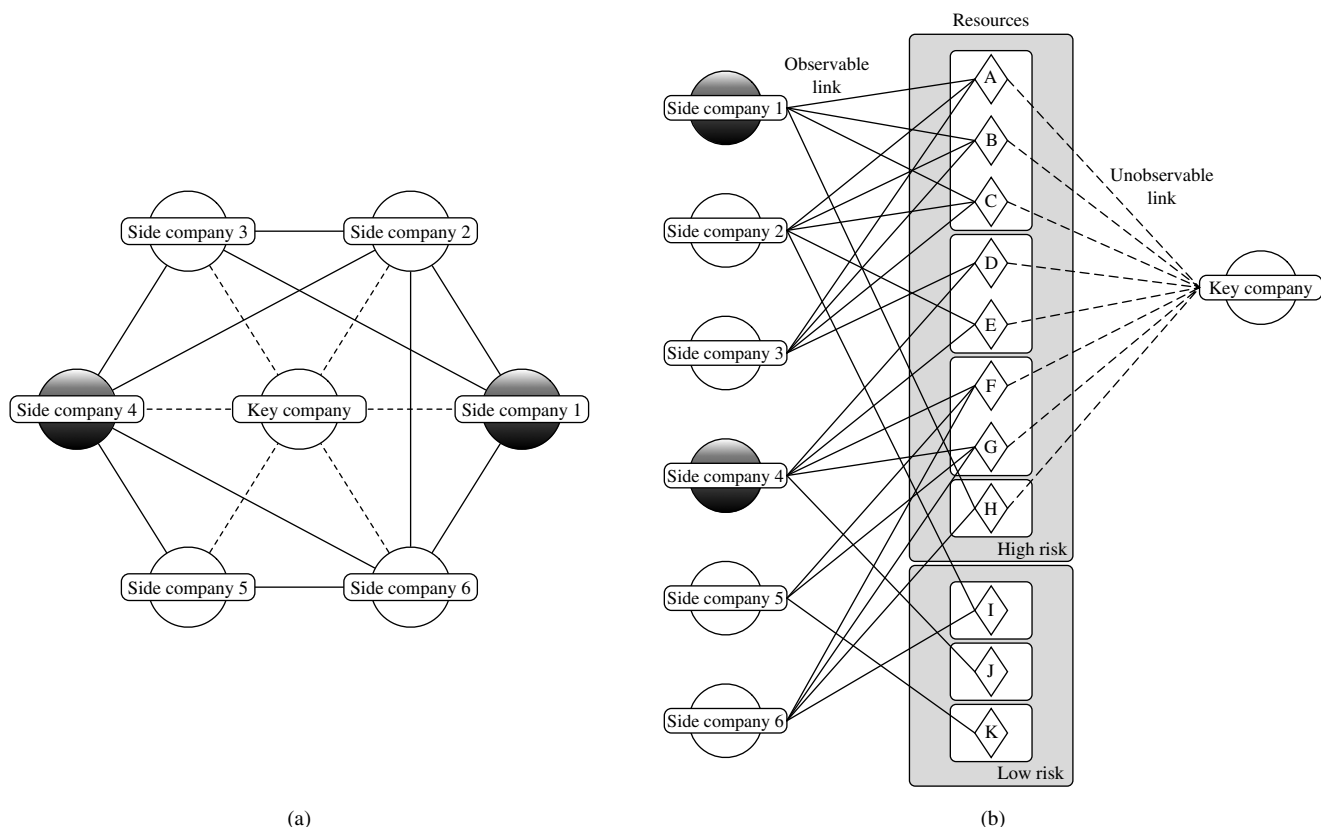 Side company 3
Side company 2
Side company 4
Key company
Side company 1
Side company 5
Side company 6
(a)
Resources
Observable
link
Side company 1
Side company 2
Side company 3
Side company 4
Side company 5
Side company 6
A
B
C
D
E
F
G
H
High risk
I
J
K
Low risk
Unobservable
link
Key company
(b)